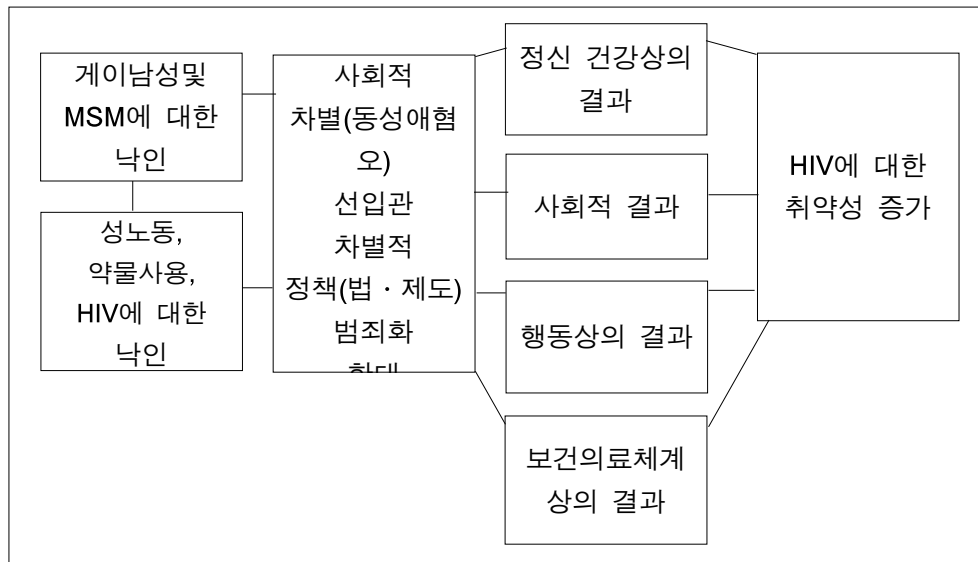 게이남성및
MSM에 대한
낙인
성노동,
약물사용,
HIV에 대한
낙인
사회적
차별(동성애혐
오)
선입관
차별적
정책(법ㆍ제도)
범죄화
정신 건강상의
결과
사회적 결과
행동상의 결과
보건의료체계
상의 결과
HIV에 대한
취약성 증가